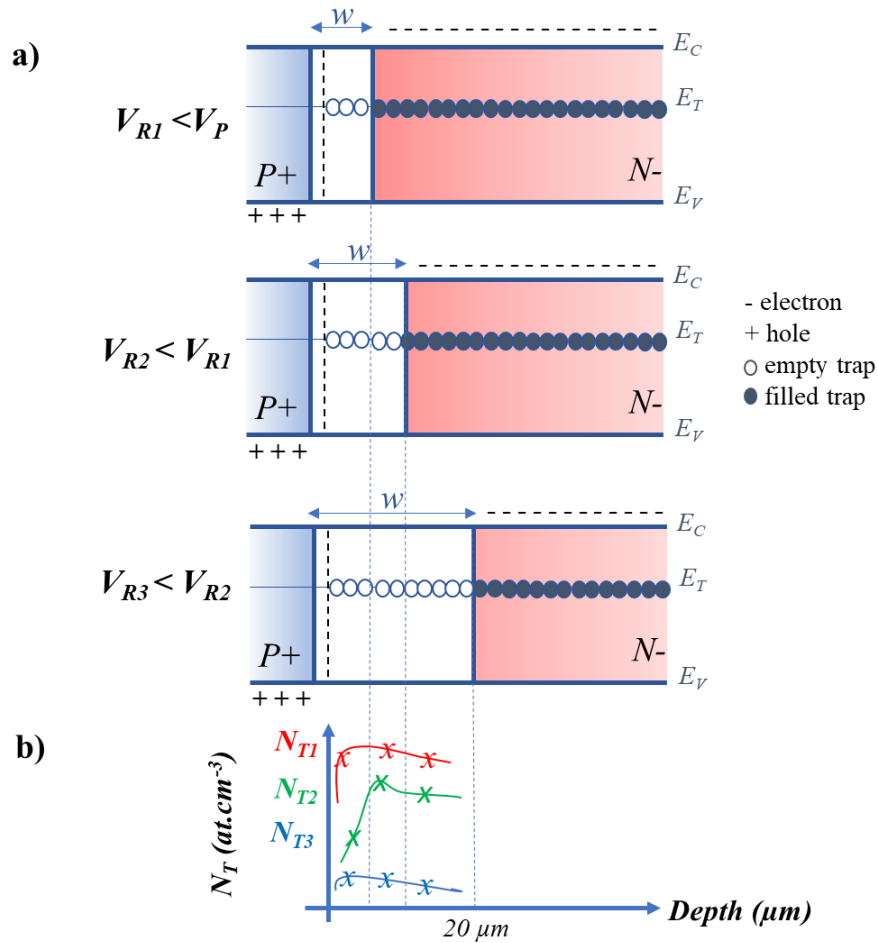 a)
w
- - - - - - - - - - - - - - - - -
E_C
V_R1 < V_P
E_T
P+
N-
E_V
+ + +
w
- - - - - - - - - - - - - - -
E_C
V_R2 < V_R1
E_T
P+
N-
E_V
+ + +
- electron
+ hole
empty trap
filled trap
w
- - - - - - - - - - -
E_C
V_R3 < V_R2
E_T
P+
N-
E_V
+ + +
b)
N_T (at.cm⁻³)
N_T1
x x x
N_T2
x x x
N_T3
x x x
20 µm
Depth (µm)